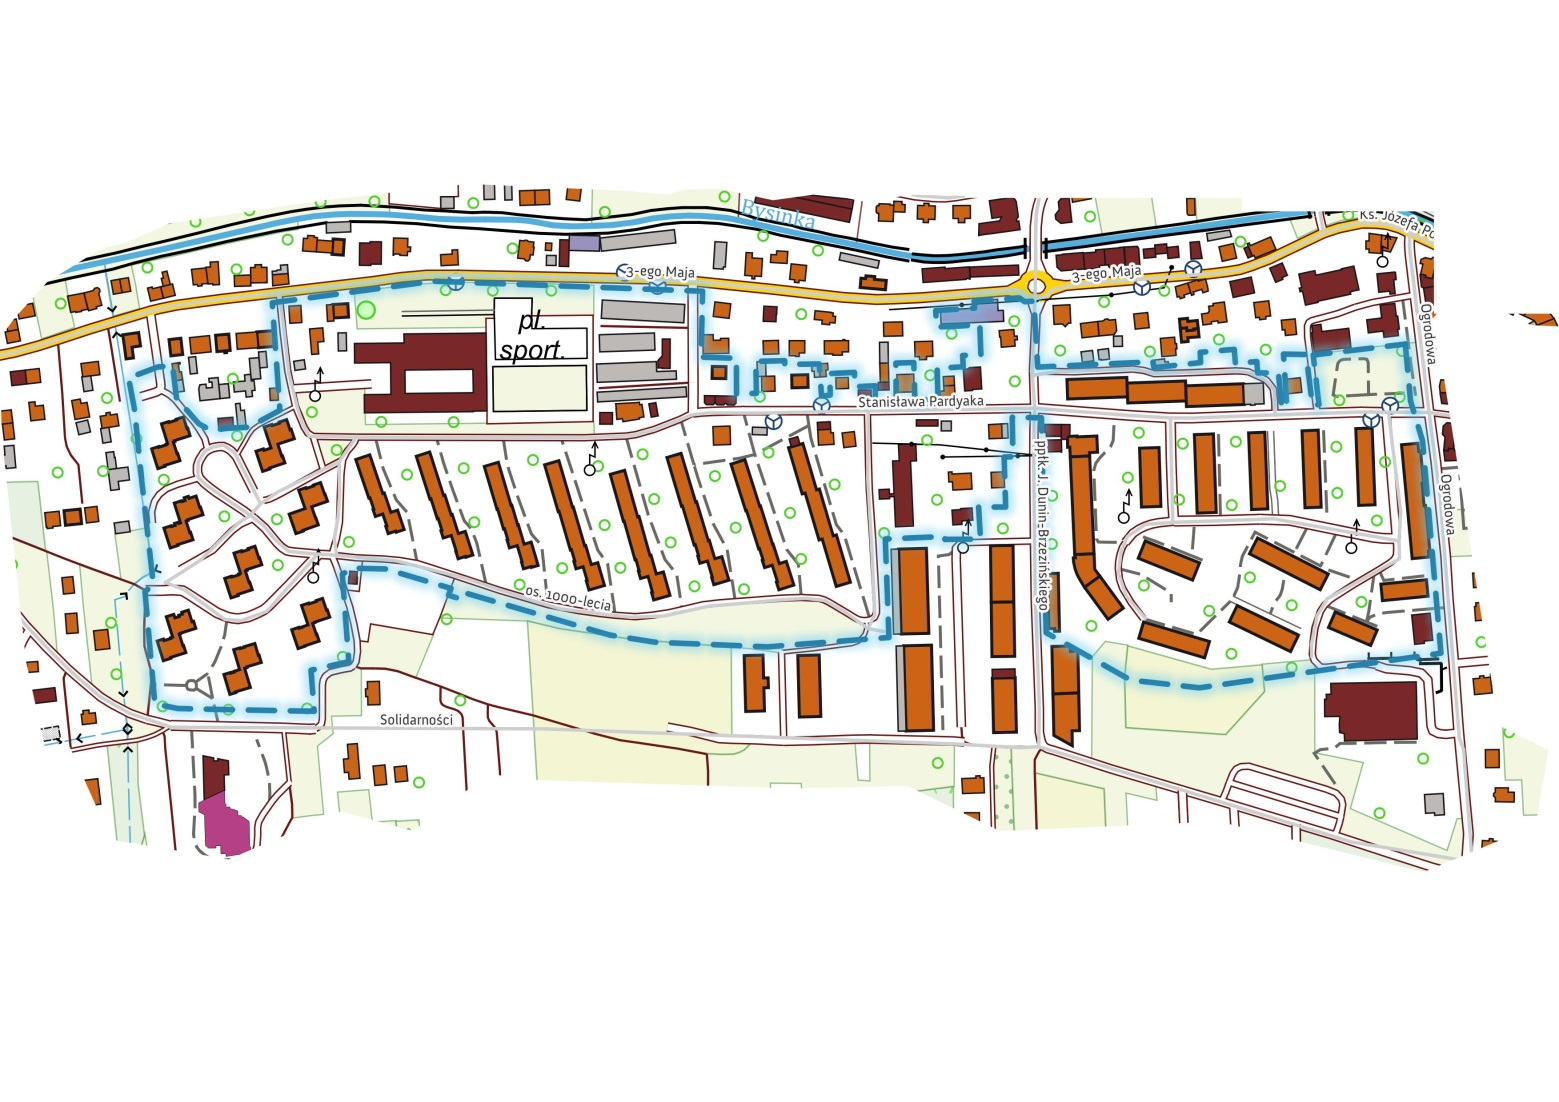 Bysinka
Ks. Józefa Po
3-ego Maja
3-ego Maja
pl.
sport.
Ogrodowa
Stanisława Pardyaka
ppłk. J. Dunin-Brzezińskiego
Ogrodowa
os. 1000-lecia
Solidarności